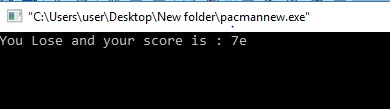 "C:\Users\user\Desktop\New folder\pacmannew.exe"
You Lose and your score is : 7e